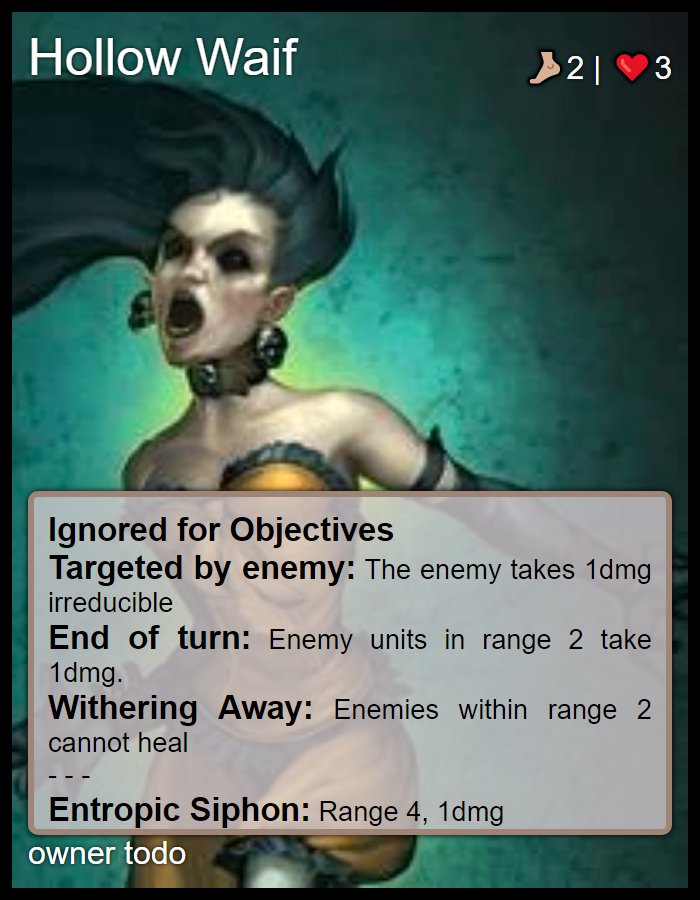 Hollow Waif
🦶2 | ❤️3
Ignored for Objectives
Targeted by enemy: The enemy takes 1dmg
irreducible
End of turn: Enemy units in range 2 take
1dmg.
Withering Away: Enemies within range 2
cannot heal
- - -
Entropic Siphon: Range 4, 1dmg
owner todo